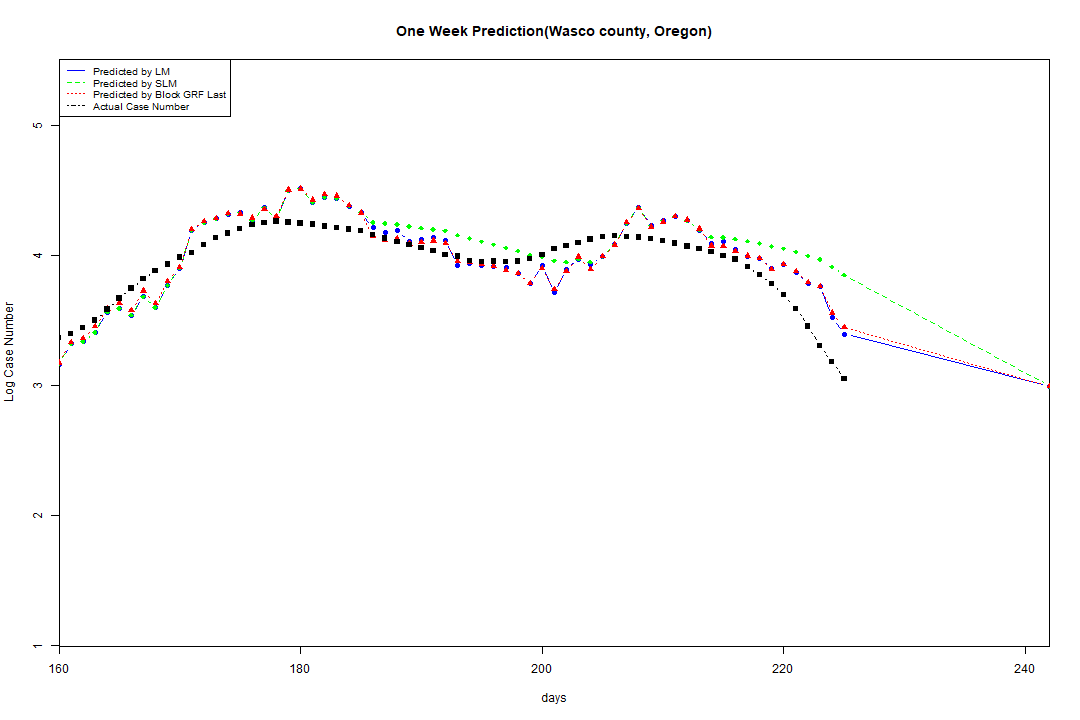 One Week Prediction(Wasco county, Oregon)
Predicted by LM
Predicted by SLM
Predicted by Block GRF Last
Actual Case Number
5
4
3
2
1
Log Case Number
160 180 200 220 240
days